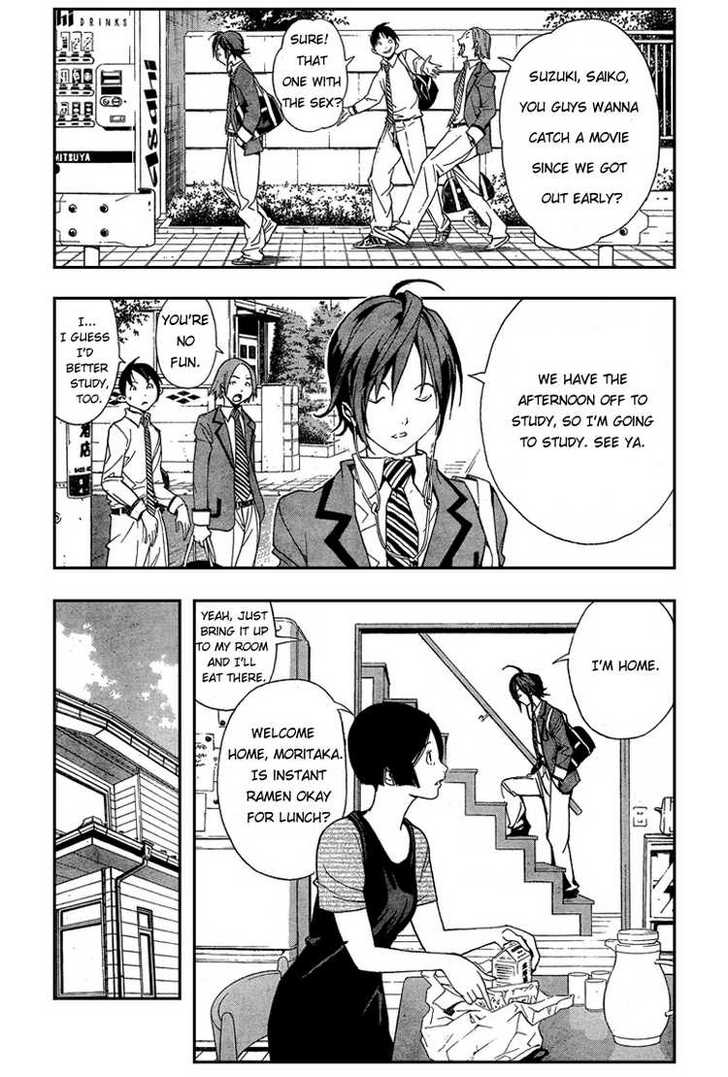 SUZUKI, SAIKO,
YOU GUYS WANNA
CATCH A MOVIE
SINCE WE GOT
OUT EARLY?
SURE!
THAT
ONE WITH
THE SEX?
hi DRINKS
MITSUYA
WE HAVE THE
AFTERNOON OFF TO
STUDY, SO I'M GOING
TO STUDY. SEE YA.
YOU'RE
NO
FUN.
I...
I GUESS
I'D
BETTER
STUDY,
TOO.
I'M HOME.
WELCOME
HOME, MORITAKA.
IS INSTANT
RAMEN OKAY
FOR LUNCH?
YEAH, JUST
BRING IT UP
TO MY ROOM
AND I'LL
EAT THERE.